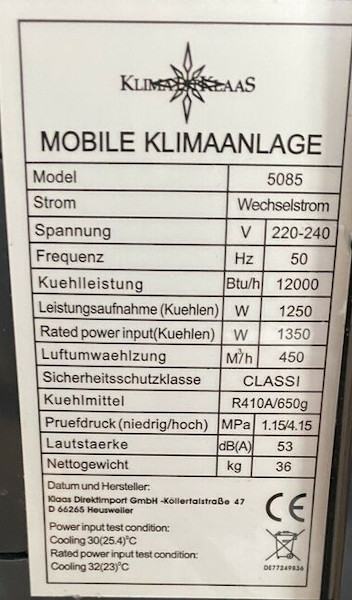 KLIMA KLAAS
MOBILE KLIMAANLAGE
Model 5085
Strom Wechselstrom
Spannung V 220-240
Frequenz Hz 50
Kuehlleistung Btu/h 12000
Leistungsaufnahme (Kuehlen) W 1250
Rated power input(Kuehlen) W 1350
Luftumwaehlzung M³/h 450
Sicherheitsschutzklasse CLASSI
Kuehlmittel R410A/650g
Pruefdruck (niedrig/hoch) MPa 1.15/4.15
Lautstaerke dB(A) 53
Nettogewicht kg 36
Datum und Hersteller:
Klaas Direktimport GmbH -Köllertalstraße 47
D 66265 Heusweiler
CE
Power input test condition:
Cooling 30(25.4)°C
Rated power input test condition:
Cooling 32(23)°C
DE77249836